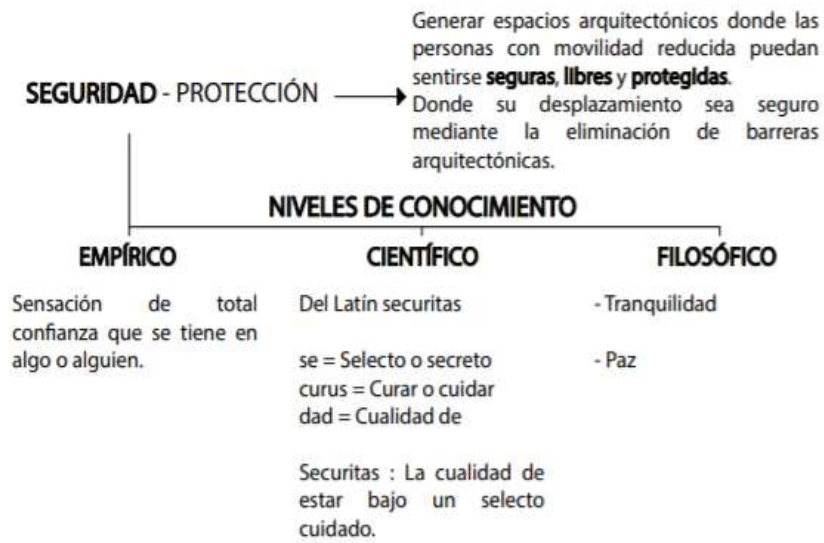 Generar espacios arquitectónicos donde las
personas con movilidad reducida puedan
sentirse seguras, libres y protegidas.
Donde su desplazamiento sea seguro
mediante la eliminación de barreras
arquitectónicas.
SEGURIDAD - PROTECCIÓN
NIVELES DE CONOCIMIENTO
EMPÍRICO
Sensación de total
confianza que se tiene en
algo o alguien.
CIENTÍFICO
Del Latín securitas
se = Selecto o secreto
curus = Curar o cuidar
dad = Cualidad de
Securitas : La cualidad de
estar bajo un selecto
cuidado.
FILOSÓFICO
- Tranquilidad
- Paz